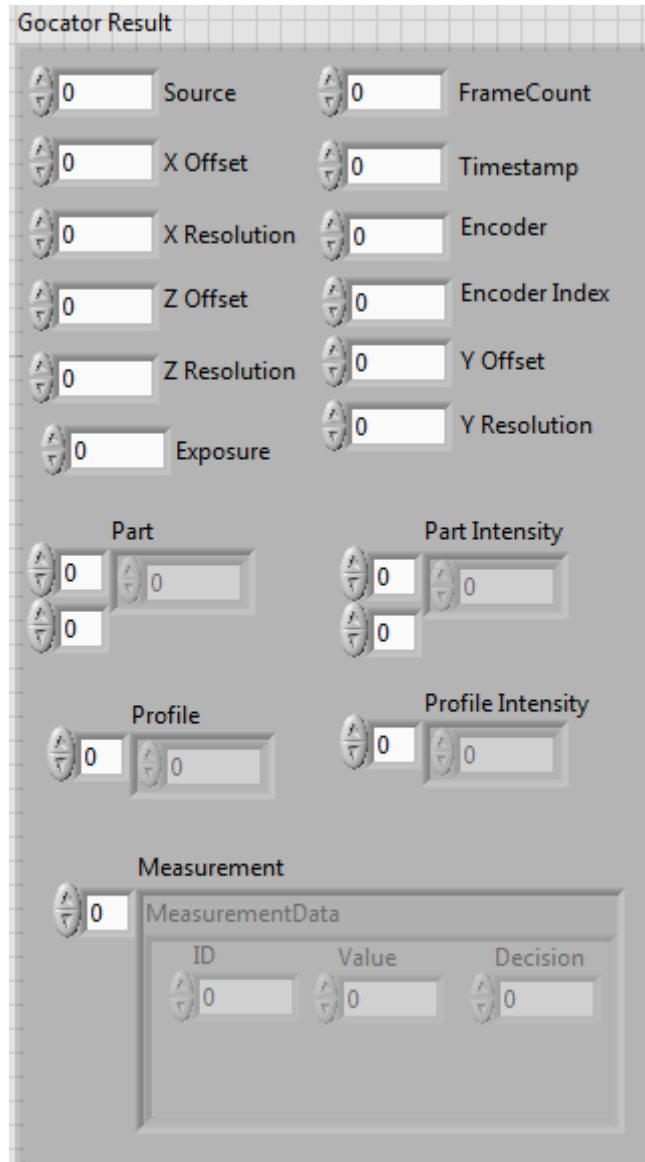 Gocator Result
0 Source 0 FrameCount
0 X Offset 0 Timestamp
0 X Resolution 0 Encoder
0 Z Offset 0 Encoder Index
0 Z Resolution 0 Y Offset
0 Exposure 0 Y Resolution
Part Part Intensity
0 0 0 0
0 0
Profile Profile Intensity
0 0 0 0
Measurement
0 MeasurementData
ID Value Decision
0 0 0